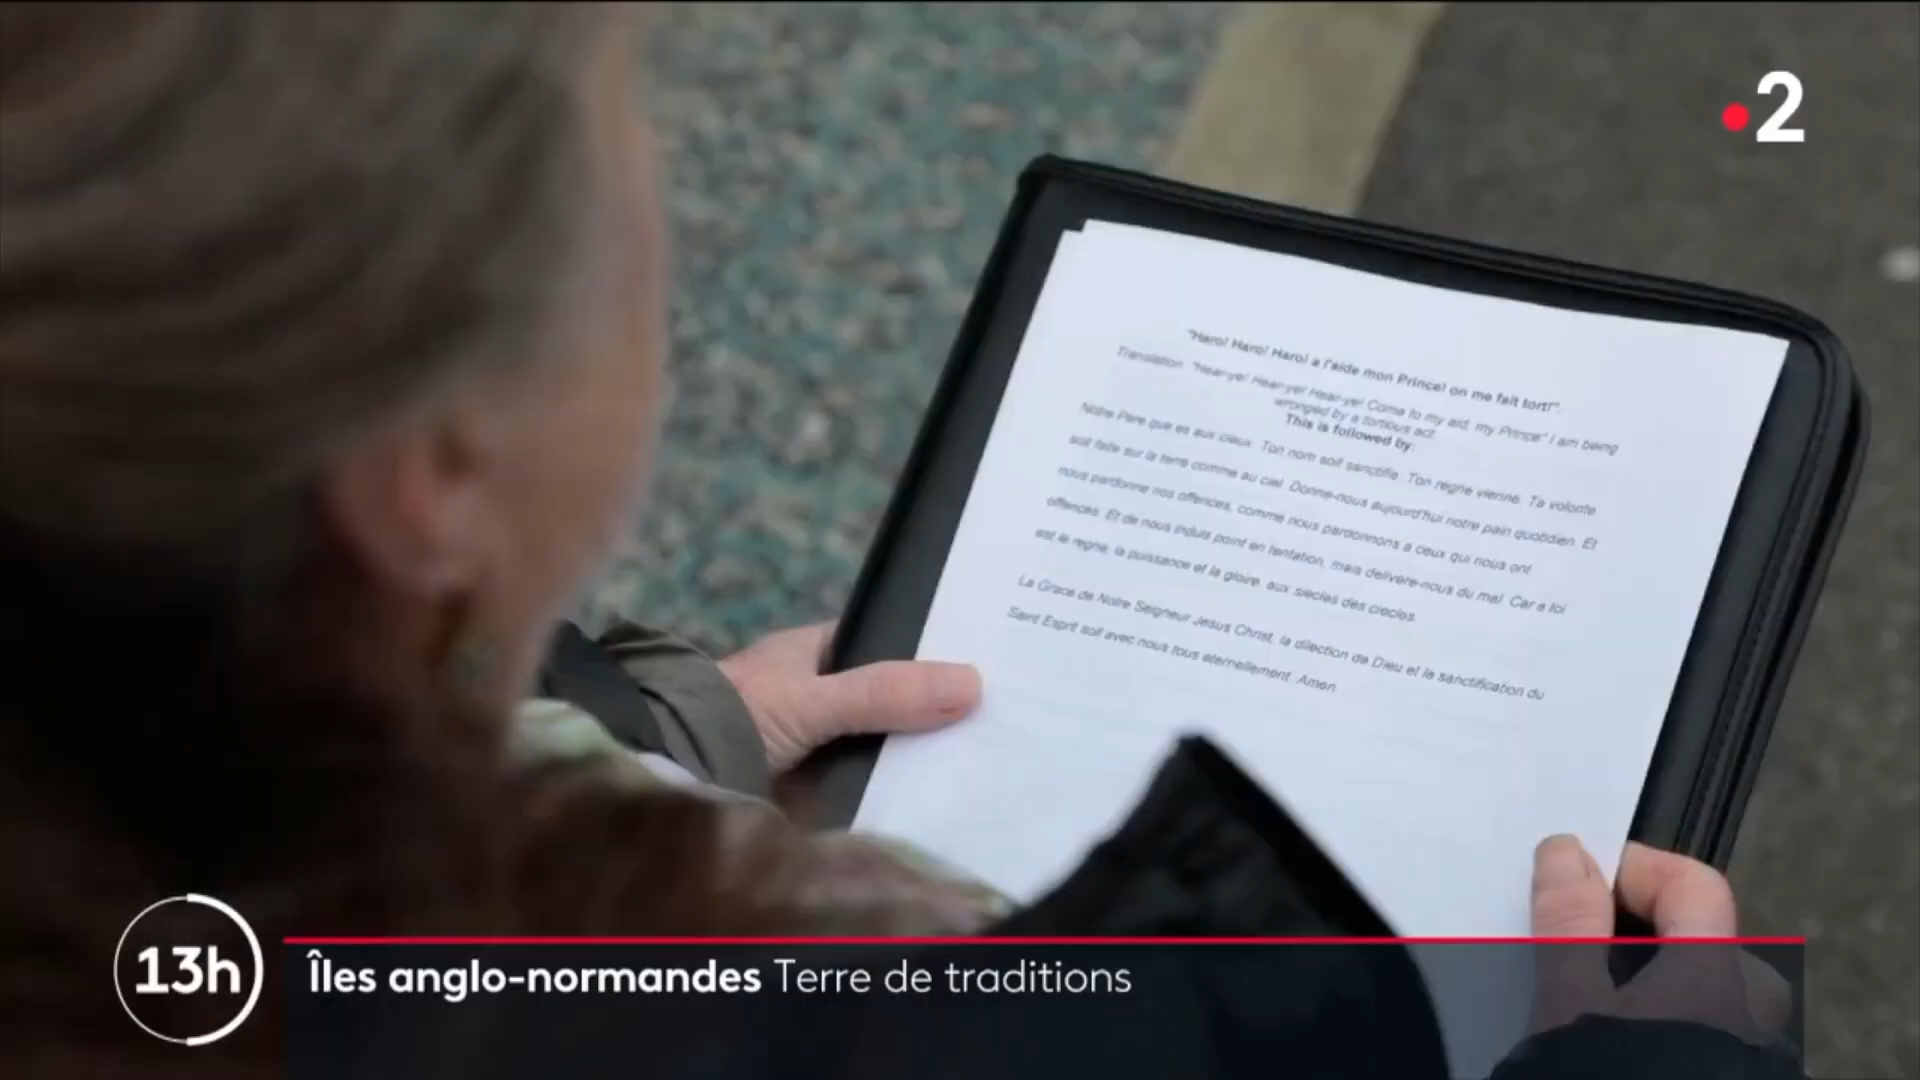 2
"Haro! Haro! Haro! a l'aide mon Prince! on me fait tort!".
Translation "Hear-ye! Hear-ye! Hear-ye! Come to my aid, my Prince" I am being
wronged by a tortious act.
This is followed by:
Notre Pere que es aux cieux. Ton nom soit sanctifie. Ton regne vienne. Ta volonte
soit faite sur la terre comme au ciel. Donne-nous aujourd'hui notre pain quotidien. Et
nous pardonne nos offences, comme nous pardonnons a ceux qui nous ont
offences. Et de nous induis point en tentation, mais delivere-nous du mal. Car a toi
est le regne, la puissance et la gloire, aux siecles des ciecles.
La Grace de Notre Seigneur Jesus Christ, la dilection de Dieu et la sanctification du
Saint Esprit soit avec nous tous eternellement. Amen
13h
Îles anglo-normandes Terre de traditions